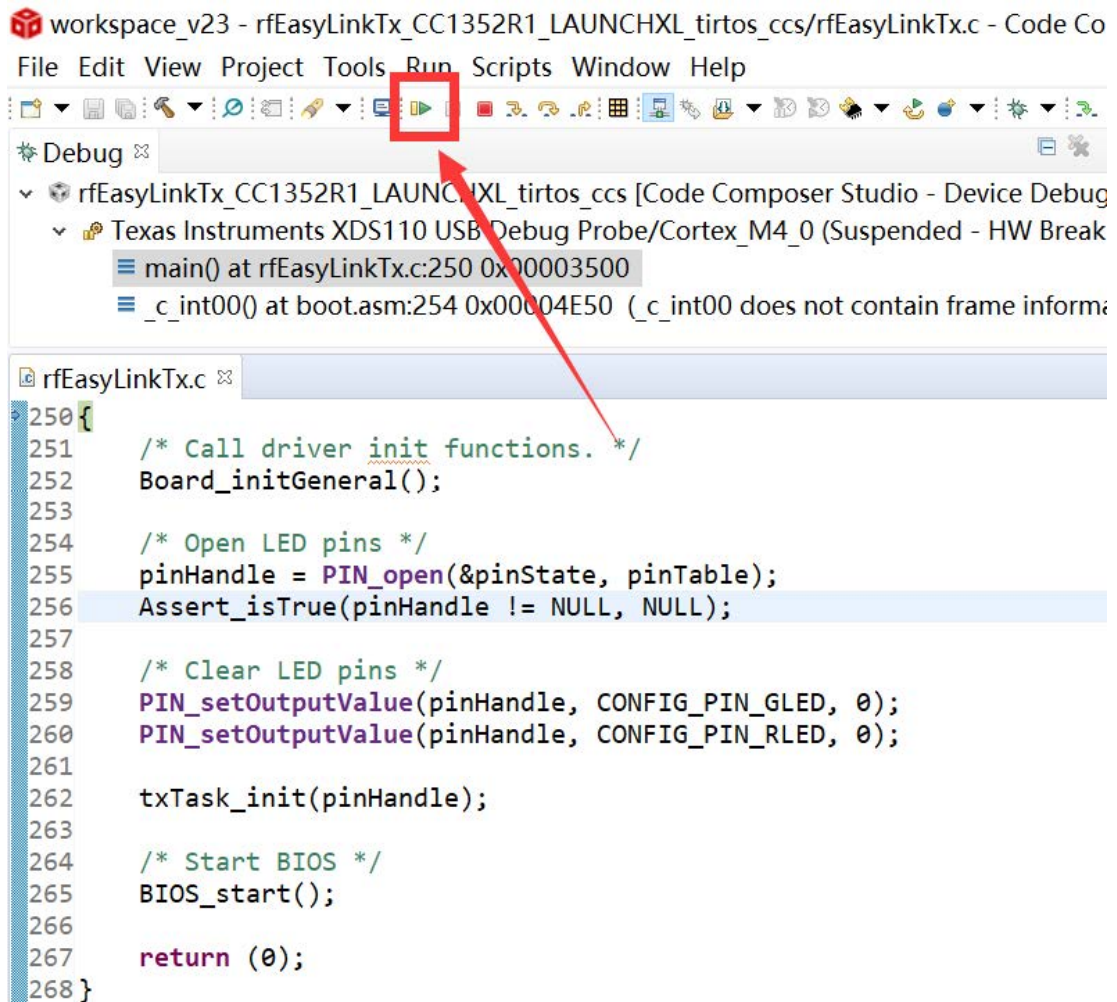 workspace_v23 - rfEasyLinkTx_CC1352R1_LAUNCHXL_tirtos_ccs/rfEasyLinkTx.c - Code Co
File Edit View Project Tools Run Scripts Window Help
Debug
rfEasyLinkTx_CC1352R1_LAUNCHXL_tirtos_ccs [Code Composer Studio - Device Debug
Texas Instruments XDS110 USB Debug Probe/Cortex_M4_0 (Suspended - HW Break
main() at rfEasyLinkTx.c:250 0x00003500
_c_int00() at boot.asm:254 0x00004E50 (_c_int00 does not contain frame informa
rfEasyLinkTx.c
250 {
251 /* Call driver init functions. */
252 Board_initGeneral();
253
254 /* Open LED pins */
255 pinHandle = PIN_open(&pinState, pinTable);
256 Assert_isTrue(pinHandle != NULL, NULL);
257
258 /* Clear LED pins */
259 PIN_setOutputValue(pinHandle, CONFIG_PIN_GLED, 0);
260 PIN_setOutputValue(pinHandle, CONFIG_PIN_RLED, 0);
261
262 txTask_init(pinHandle);
263
264 /* Start BIOS */
265 BIOS_start();
266
267 return (0);
268 }